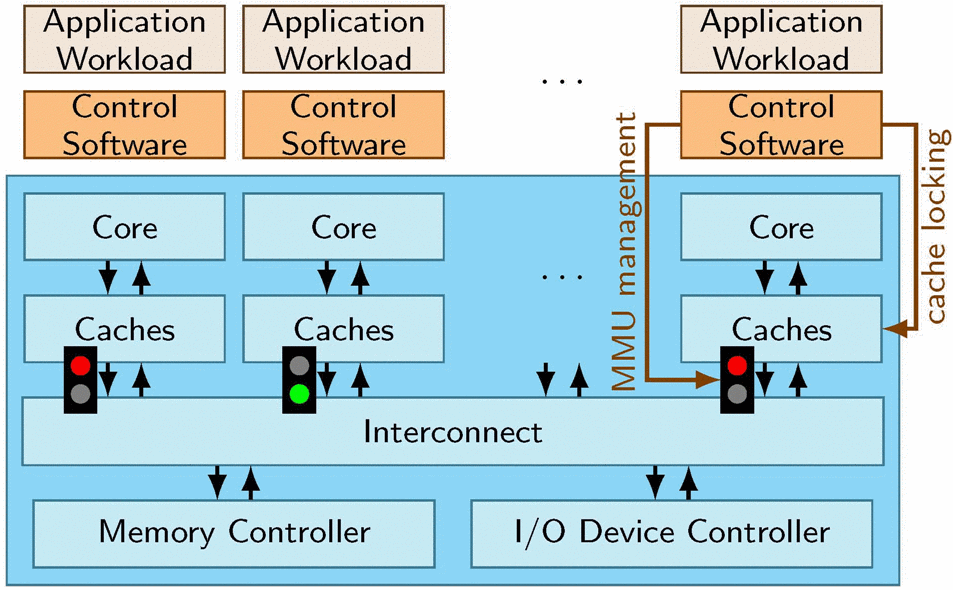 Application
Workload
Application
Workload
Application
Workload
. . .
Control
Software
Control
Software
Control
Software
MMU management
cache locking
Core
Core
Core
. . .
Caches
Caches
Caches
Interconnect
Memory Controller
I/O Device Controller